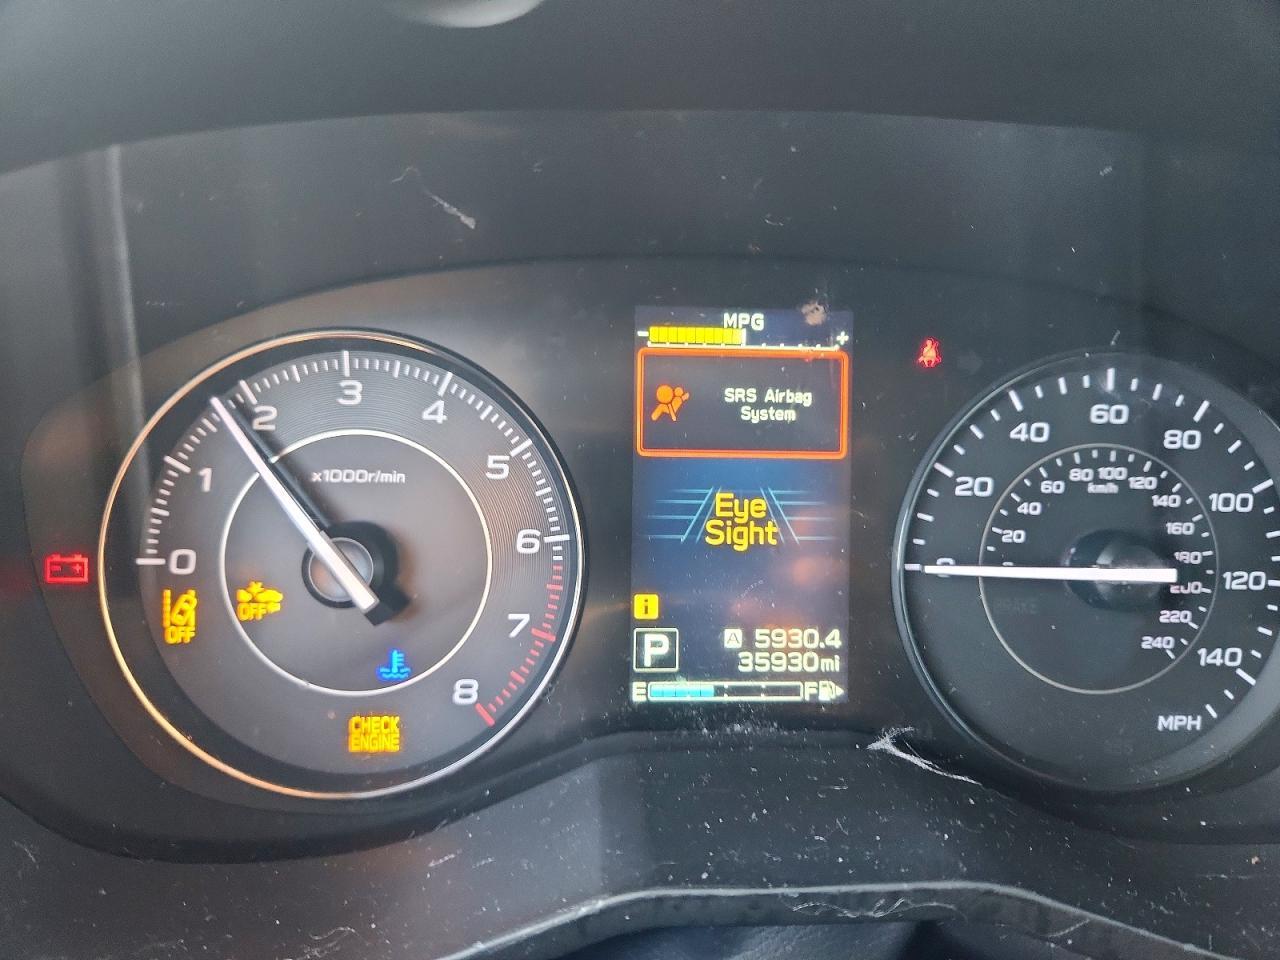 MPG
- +
SRS Airbag
System
Eye
Sight
i
P
A 5930.4
35930mi
E F
0
1
2
3
4
5
6
7
8
x1000r/min
- +
OFF
OFF
CHECK
ENGINE
0
20
40
60
80
100
120
140
MPH
20
40
60
80
100
120
140
160
180
200
220
240
km/h
BRAKE